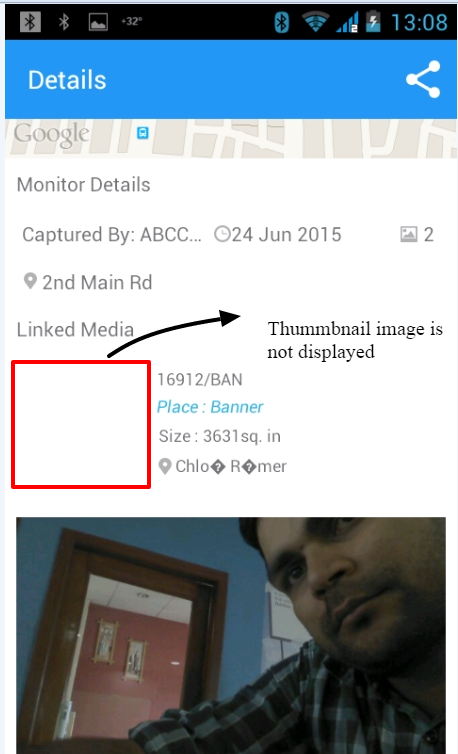 +32°
2
13:08
Details
Google
Monitor Details
Captured By: ABCC... 24 Jun 2015 2
2nd Main Rd
Linked Media
Thummbnail image is
not displayed
16912/BAN
Place : Banner
Size : 3631sq. in
Chlo� R�mer